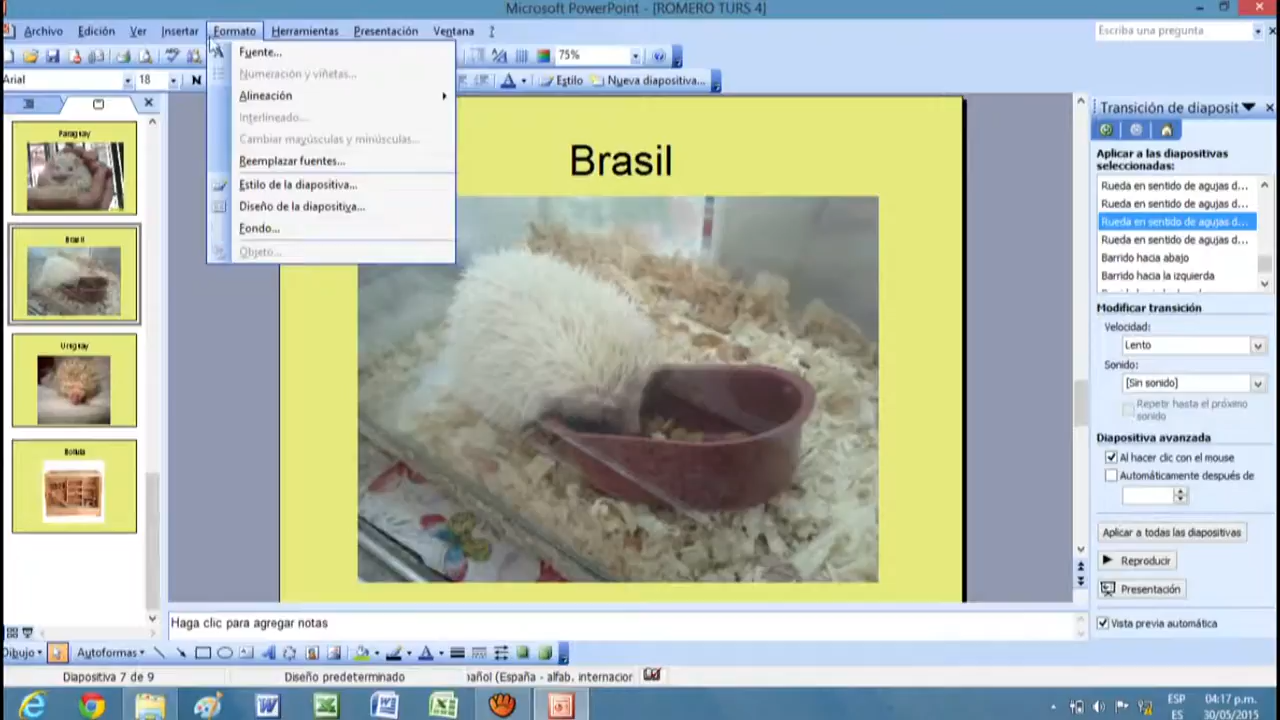 Microsoft PowerPoint - [ROMERO TURS 4]
Archivo Edición Ver Insertar Formato Herramientas Presentación Ventana ?
Escriba una pregunta
75%
Arial 18 N
Estilo Nueva diapositiva...
Fuente...
Numeración y viñetas...
Alineación
Interlineado...
Cambiar mayúsculas y minúsculas...
Reemplazar fuentes...
Estilo de la diapositiva...
Diseño de la diapositiva...
Fondo...
Objeto...
Paraguay
Brasil
Uruguay
Bolivia
Brasil
Transición de diaposit
Aplicar a las diapositivas
seleccionadas:
Rueda en sentido de agujas d...
Rueda en sentido de agujas d...
Rueda en sentido de agujas d...
Rueda en sentido de agujas d...
Barrido hacia abajo
Barrido hacia la izquierda
Modificar transición
Velocidad:
Lento
Sonido:
[Sin sonido]
Repetir hasta el próximo
sonido
Diapositiva avanzada
Al hacer clic con el mouse
Automáticamente después de
Aplicar a todas las diapositivas
Reproducir
Presentación
Vista previa automática
Haga clic para agregar notas
Dibujo Autoformas
Diapositiva 7 de 9 Diseño predeterminado añol (España - alfab. internacior
ESP 04:17 p.m.
ES 30/05/2015